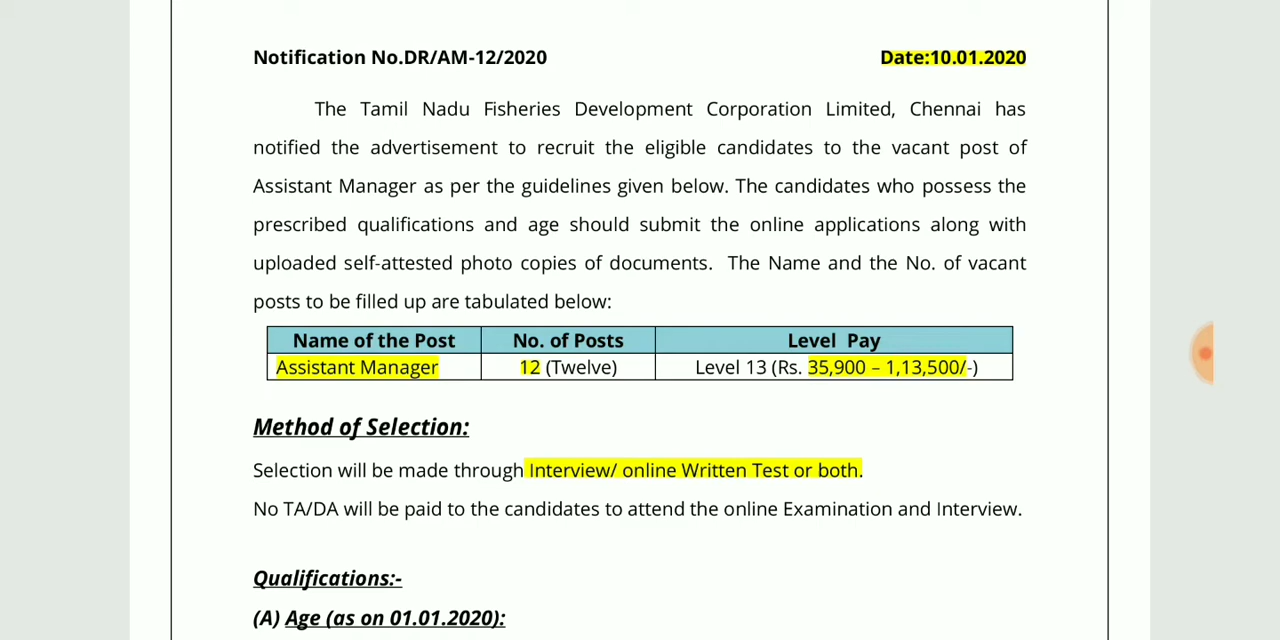 Notification No.DR/AM-12/2020 Date:10.01.2020
The Tamil Nadu Fisheries Development Corporation Limited, Chennai has
notified the advertisement to recruit the eligible candidates to the vacant post of
Assistant Manager as per the guidelines given below. The candidates who possess the
prescribed qualifications and age should submit the online applications along with
uploaded self-attested photo copies of documents. The Name and the No. of vacant
posts to be filled up are tabulated below:
Name of the Post No. of Posts Level Pay
Assistant Manager 12 (Twelve) Level 13 (Rs. 35,900 – 1,13,500/-)
Method of Selection:
Selection will be made through Interview/ online Written Test or both.
No TA/DA will be paid to the candidates to attend the online Examination and Interview.
Qualifications:-
(A) Age (as on 01.01.2020):